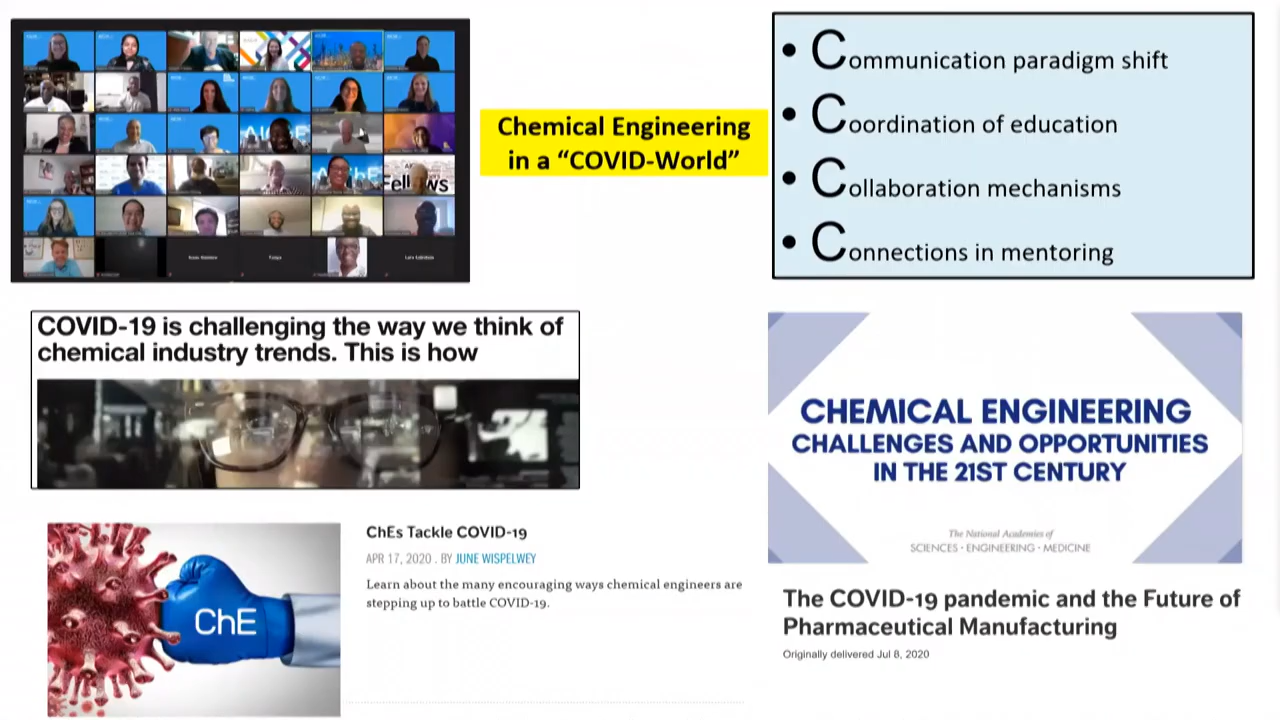 Chemical Engineering
in a “COVID-World”
• Communication paradigm shift
• Coordination of education
• Collaboration mechanisms
• Connections in mentoring
COVID-19 is challenging the way we think of
chemical industry trends. This is how
CHEMICAL ENGINEERING
CHALLENGES AND OPPORTUNITIES
IN THE 21ST CENTURY
The National Academies of
SCIENCES · ENGINEERING · MEDICINE
ChE
ChEs Tackle COVID-19
APR 17, 2020 . BY JUNE WISPELWEY
Learn about the many encouraging ways chemical engineers are
stepping up to battle COVID-19.
The COVID-19 pandemic and the Future of
Pharmaceutical Manufacturing
Originally delivered Jul 8, 2020